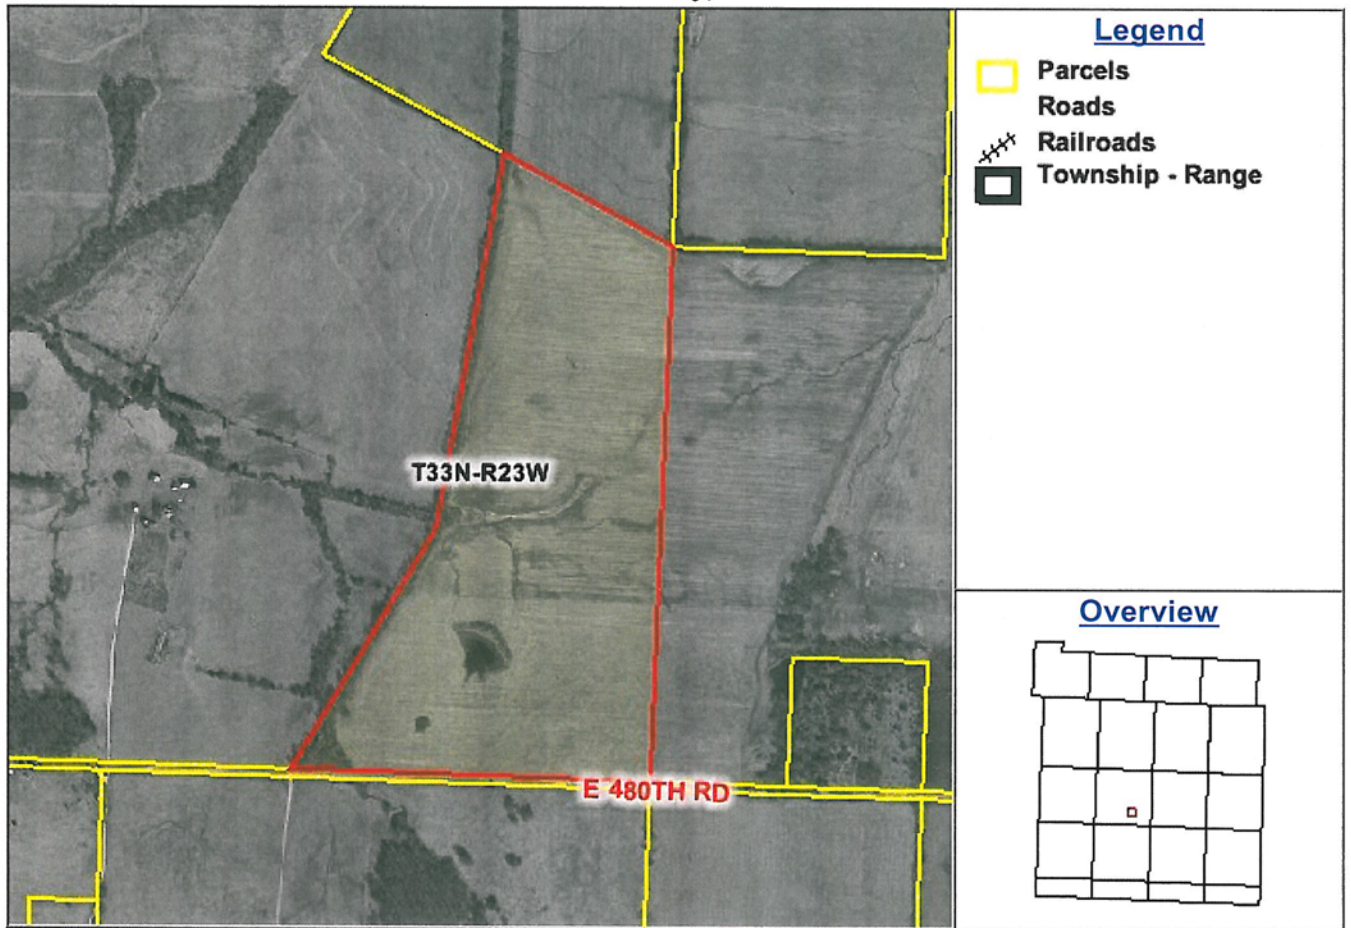 Legend
Parcels
Roads
Railroads
Township - Range
T33N-R23W
E 480TH RD
Overview